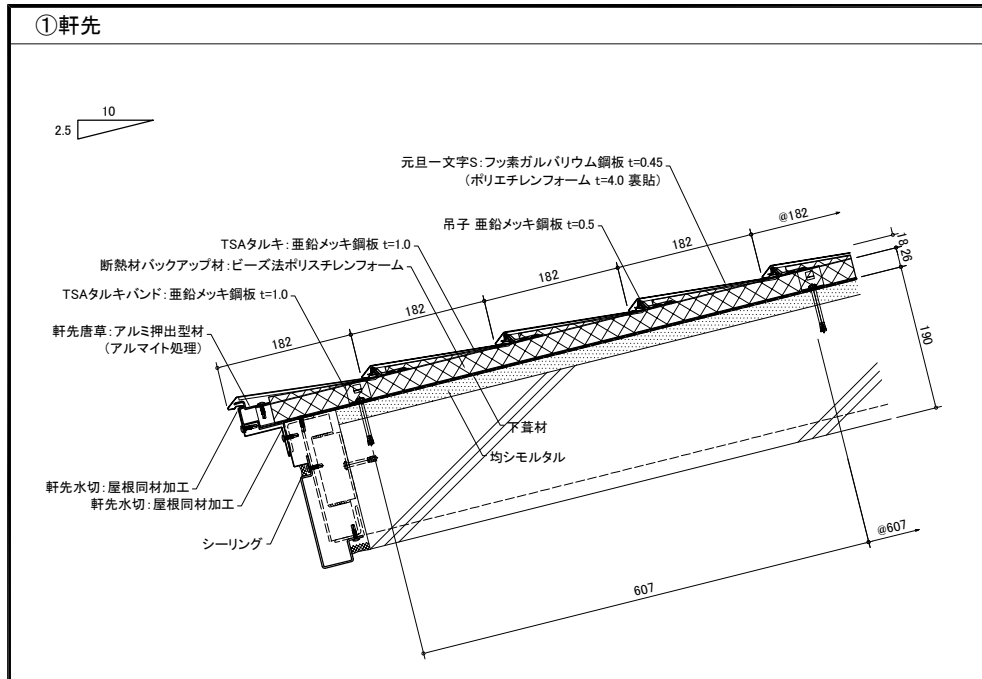 ①軒先
10
2.5
元旦一文字S:フッ素ガルバリウム鋼板 t=0.45
(ポリエチレンフォーム t=4.0 裏貼)
吊子 亜鉛メッキ鋼板 t=0.5
@182
TSAタルキ:亜鉛メッキ鋼板 t=1.0
182
18
26
断熱材バックアップ材:ビーズ法ポリスチレンフォーム
182
TSAタルキバンド:亜鉛メッキ鋼板 t=1.0
182
軒先唐草:アルミ押出型材
(アルマイト処理)
182
190
下葺材
均シモルタル
軒先水切:屋根同材加工
軒先水切:屋根同材加工
シーリング
@607
607